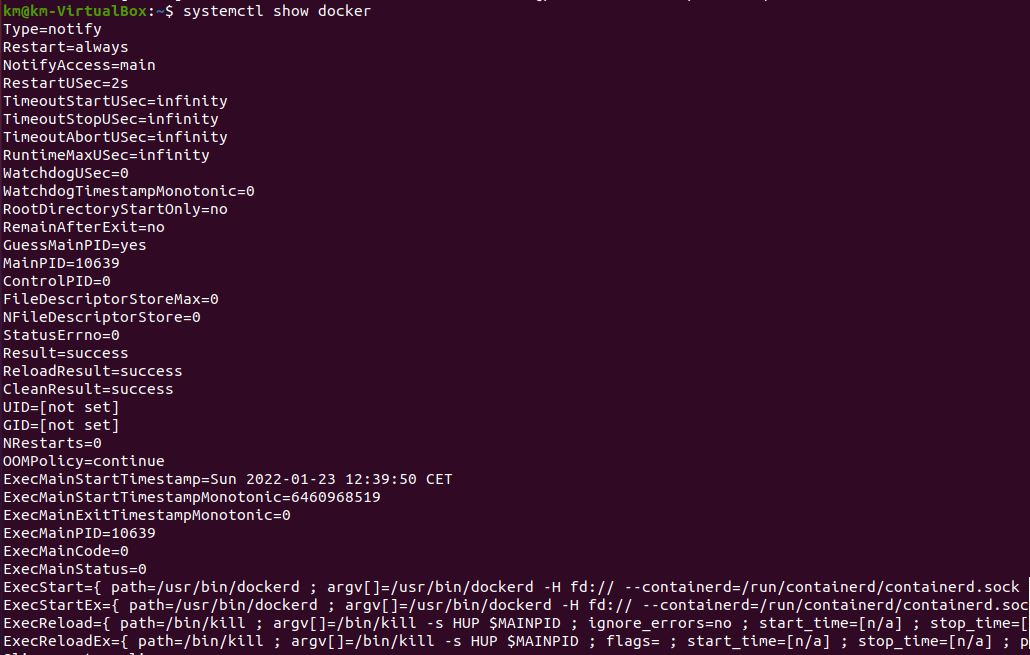 km@km-VirtualBox:~$ systemctl show docker
Type=notify
Restart=always
NotifyAccess=main
RestartUSec=2s
TimeoutStartUSec=infinity
TimeoutStopUSec=infinity
TimeoutAbortUSec=infinity
RuntimeMaxUSec=infinity
WatchdogUSec=0
WatchdogTimestampMonotonic=0
RootDirectoryStartOnly=no
RemainAfterExit=no
GuessMainPID=yes
MainPID=10639
ControlPID=0
FileDescriptorStoreMax=0
NFileDescriptorStore=0
StatusErrno=0
Result=success
ReloadResult=success
CleanResult=success
UID=[not set]
GID=[not set]
NRestarts=0
OOMPolicy=continue
ExecMainStartTimestamp=Sun 2022-01-23 12:39:50 CET
ExecMainStartTimestampMonotonic=6460968519
ExecMainExitTimestampMonotonic=0
ExecMainPID=10639
ExecMainCode=0
ExecMainStatus=0
ExecStart={ path=/usr/bin/dockerd ; argv[]=/usr/bin/dockerd -H fd:// --containerd=/run/containerd/containerd.sock
ExecStartEx={ path=/usr/bin/dockerd ; argv[]=/usr/bin/dockerd -H fd:// --containerd=/run/containerd/containerd.soc
ExecReload={ path=/bin/kill ; argv[]=/bin/kill -s HUP $MAINPID ; ignore_errors=no ; start_time=[n/a] ; stop_time=[
ExecReloadEx={ path=/bin/kill ; argv[]=/bin/kill -s HUP $MAINPID ; flags= ; start_time=[n/a] ; stop_time=[n/a] ; p